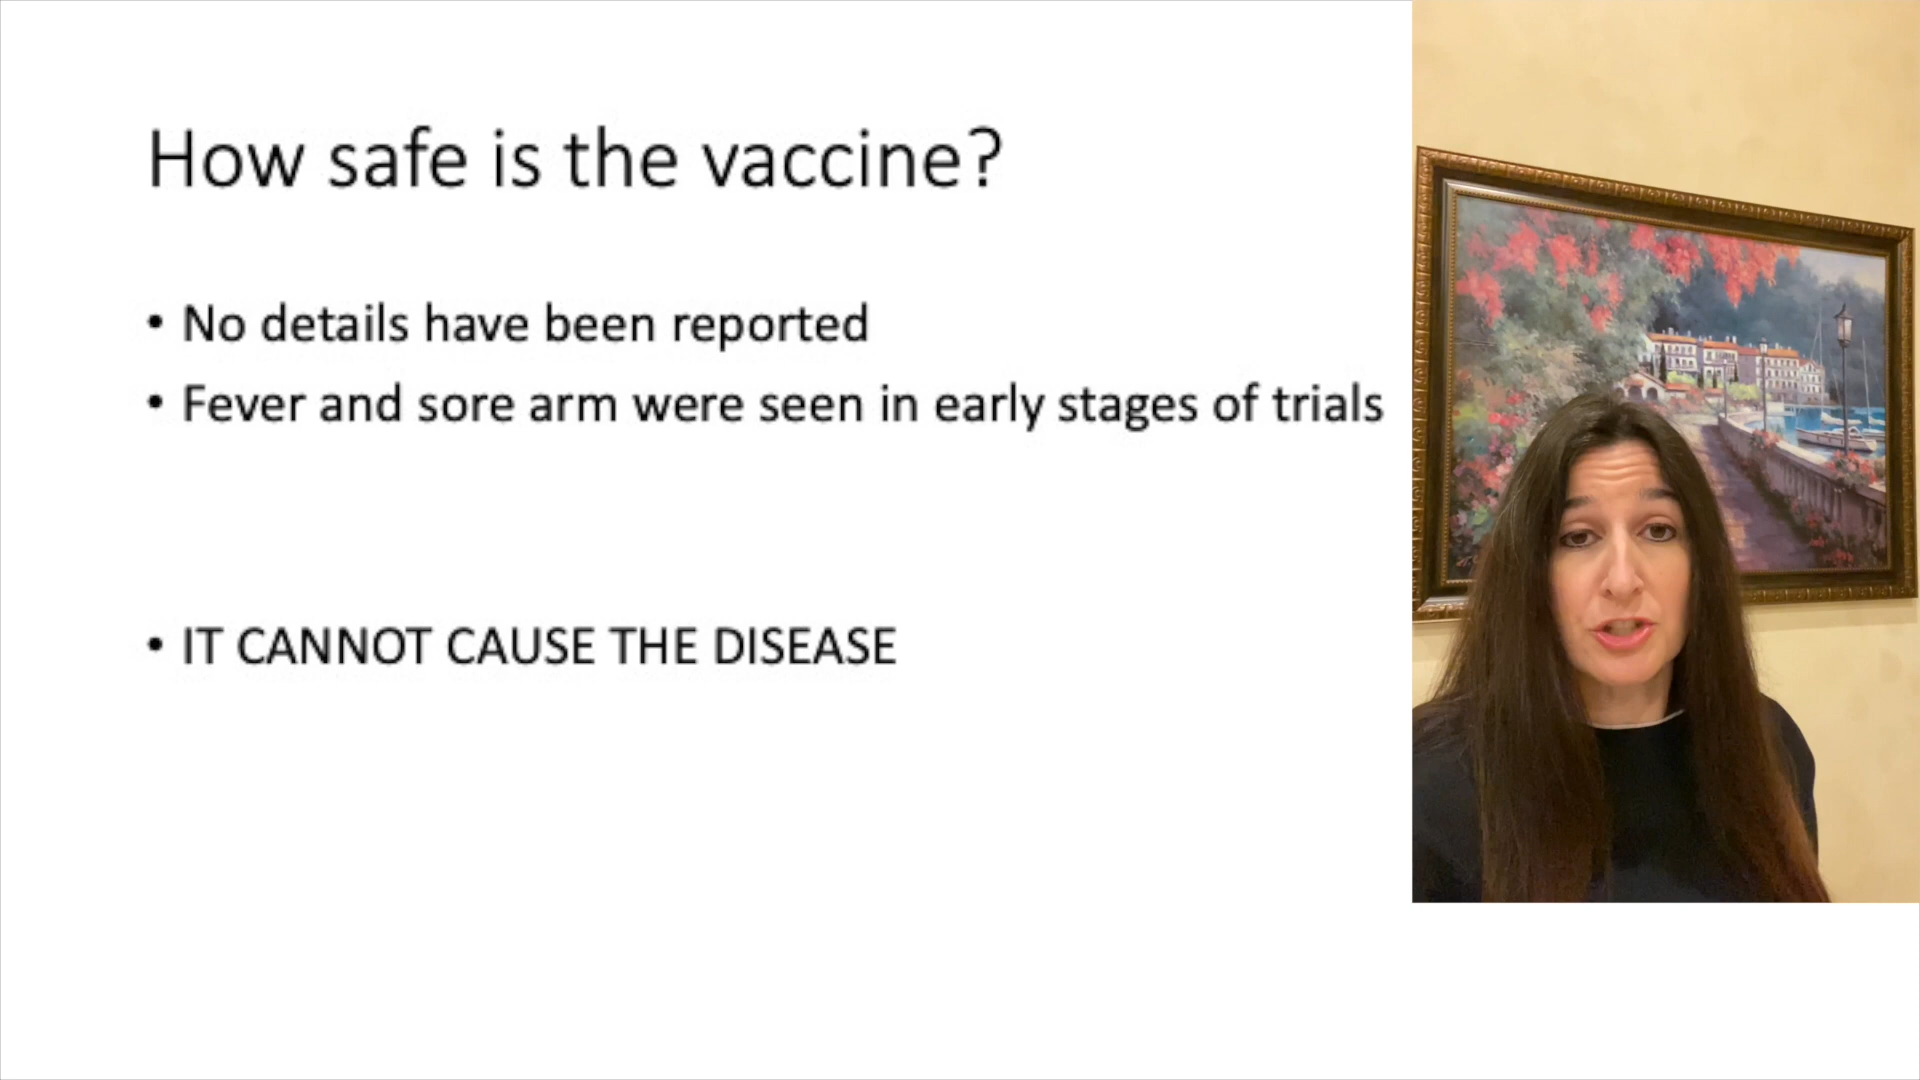 How safe is the vaccine?
• No details have been reported
• Fever and sore arm were seen in early stages of trials
• IT CANNOT CAUSE THE DISEASE